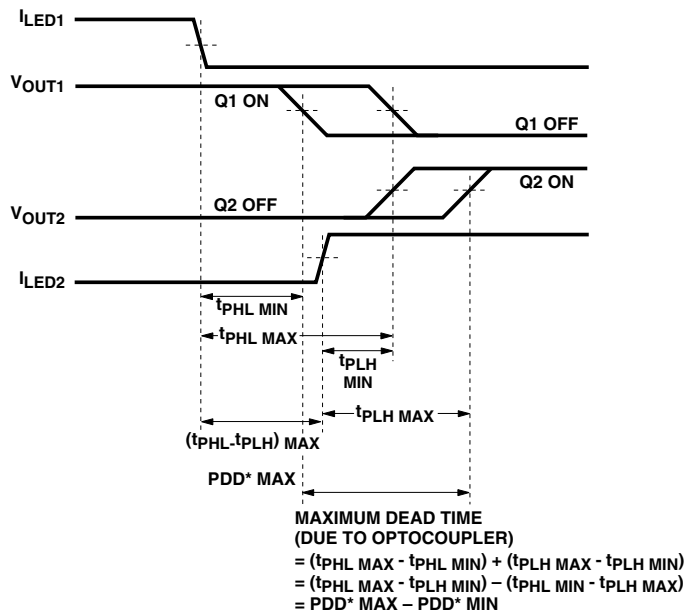 ILED1
VOUT1
Q1 ON
Q1 OFF
Q2 ON
Q2 OFF
VOUT2
ILED2
tPHL MIN
tPHL MAX
tPLH
MIN
tPLH MAX
(tPHL-tPLH) MAX
PDD* MAX
MAXIMUM DEAD TIME
(DUE TO OPTOCOUPLER)
= (tPHL MAX - tPHL MIN) + (tPLH MAX - tPLH MIN)
= (tPHL MAX - tPLH MIN) – (tPHL MIN - tPLH MAX)
= PDD* MAX – PDD* MIN